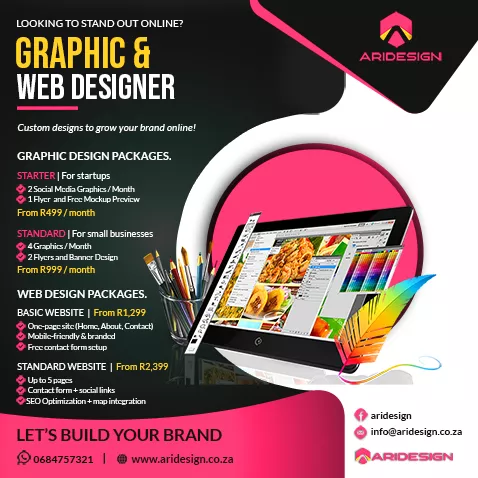 LOOKING TO STAND OUT ONLINE?
GRAPHIC &
WEB DESIGNER
Custom designs to grow your brand online!
ARIDESIGN
GRAPHIC DESIGN PACKAGES.
STARTER | For startups
2 Social Media Graphics / Month
1 Flyer and Free Mockup Preview
From R499 / month
STANDARD | For small businesses
4 Graphics / Month
2 Flyers and Banner Design
From R999 / month
WEB DESIGN PACKAGES.
BASIC WEBSITE | From R1,299
One-page site (Home, About, Contact)
Mobile-friendly & branded
Free contact form setup
STANDARD WEBSITE | From R2,399
Up to 5 pages
Contact form + social links
SEO Optimization + map integration
LET'S BUILD YOUR BRAND
0684757321 | www.aridesign.co.za
aridesign
info@aridesign.co.za
ARIDESIGN